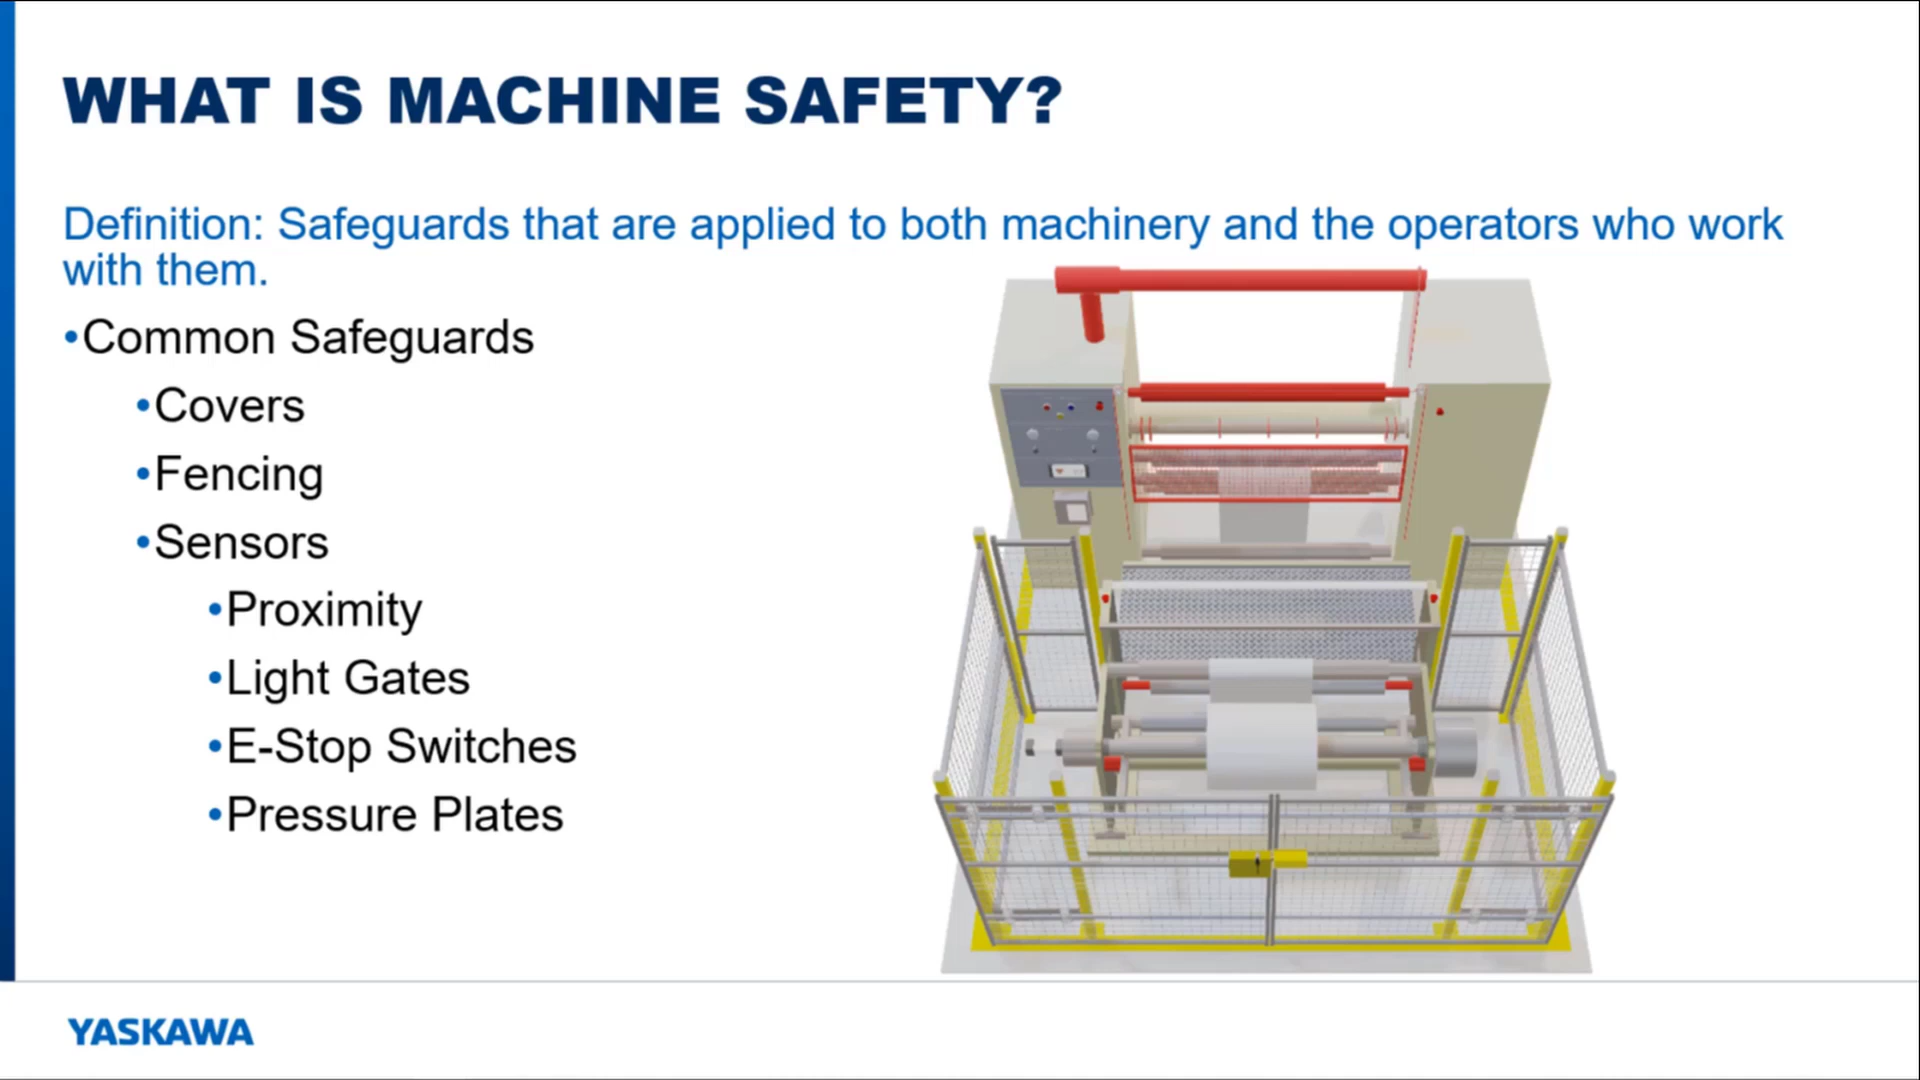 WHAT IS MACHINE SAFETY?
Definition: Safeguards that are applied to both machinery and the operators who work
with them.
•Common Safeguards
•Covers
•Fencing
•Sensors
•Proximity
•Light Gates
•E-Stop Switches
•Pressure Plates
YASKAWA